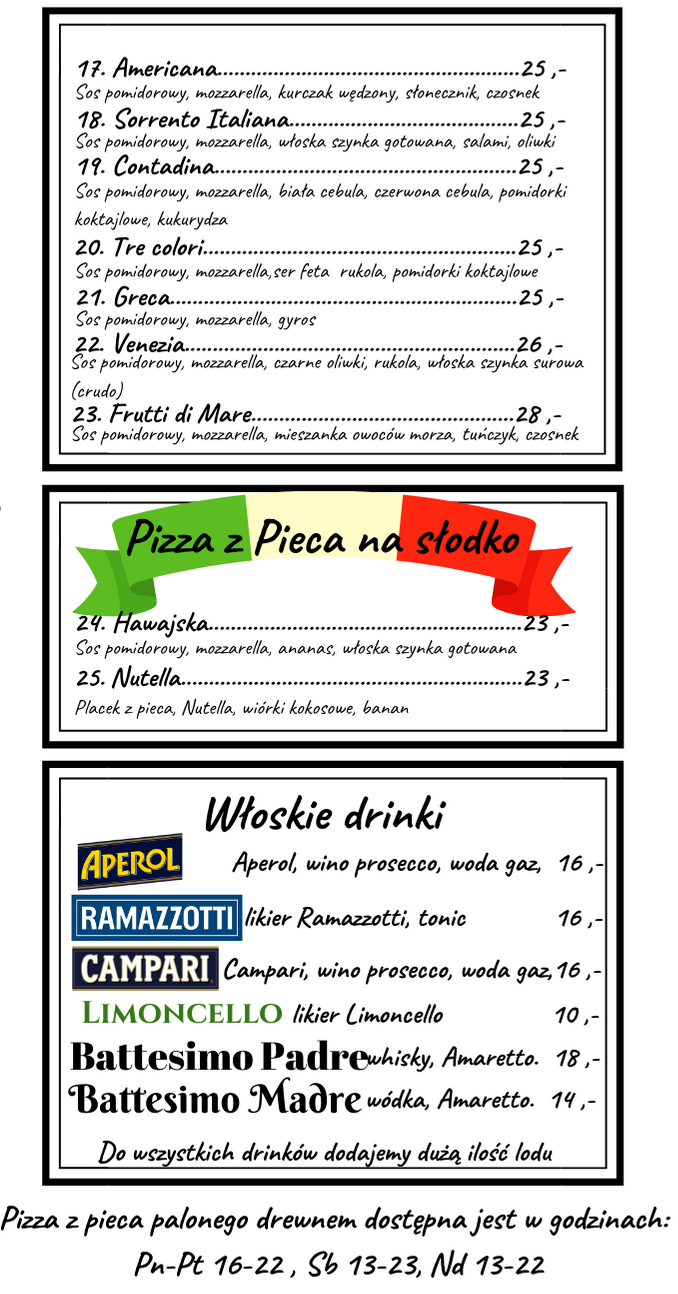 17. Americana..................................................25 ,-
Sos pomidorowy, mozzarella, kurczak wędzony, słonecznik, czosnek
18. Sorrento Italiana......................................25 ,-
Sos pomidorowy, mozzarella, włoska szynka gotowana, salami, oliwki
19. Contadina..................................................25 ,-
Sos pomidorowy, mozzarella, biała cebula, czerwona cebula, pomidorki
koktajlowe, kukurydza
20. Tre colori....................................................25 ,-
Sos pomidorowy, mozzarella,ser feta rukola, pomidorki koktajlowe
21. Greca..........................................................25 ,-
Sos pomidorowy, mozzarella, gyros
22. Venezia.......................................................26 ,-
Sos pomidorowy, mozzarella, czarne oliwki, rukola, włoska szynka surowa
(crudo)
23. Frutti di Mare............................................28 ,-
Sos pomidorowy, mozzarella, mieszanka owoców morza, tuńczyk, czosnek
Pizza z Pieca na słodko
24. Hawajska....................................................23 ,-
Sos pomidorowy, mozzarella, ananas, włoska szynka gotowana
25. Nutella.........................................................23 ,-
Placek z pieca, Nutella, wiórki kokosowe, banan
Włoskie drinki
APEROL Aperol, wino prosecco, woda gaz, 16 ,-
RAMAZZOTTI likier Ramazzotti, tonic 16 ,-
CAMPARI Campari, wino prosecco, woda gaz, 16 ,-
LIMONCELLO likier Limoncello 10 ,-
Battesimo Padre whisky, Amaretto. 18 ,-
Battesimo Madre wódka, Amaretto. 14 ,-
Do wszystkich drinków dodajemy dużą ilość lodu
Pizza z pieca palonego drewnem dostępna jest w godzinach:
Pn-Pt 16-22 , Sb 13-23, Nd 13-22